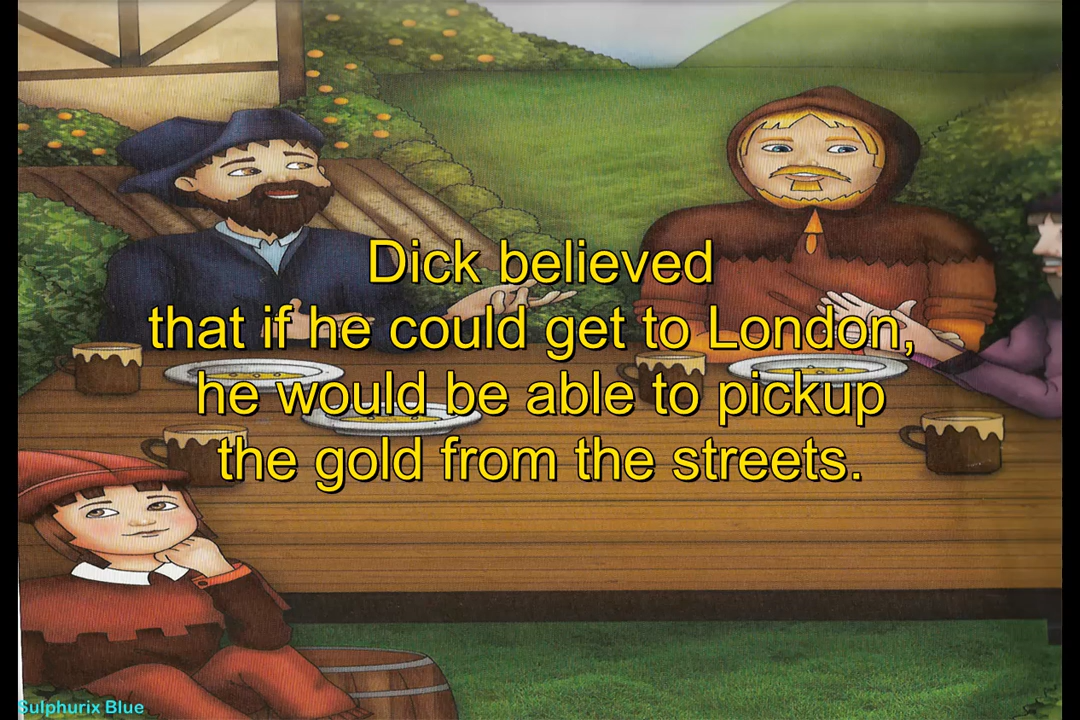 Dick believed
that if he could get to London,
he would be able to pickup
the gold from the streets.
Sulphurix Blue